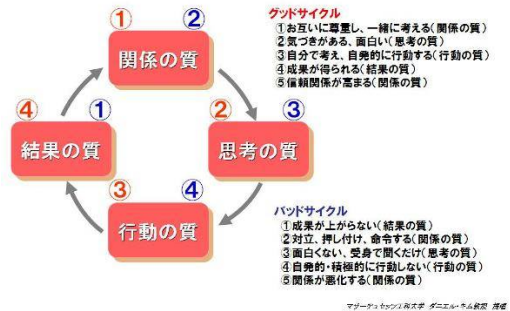 ① ②
関係の質
④ ①
結果の質
② ③
思考の質
③ ④
行動の質
グッドサイクル
①お互いに尊重し、一緒に考える(関係の質)
②気づきがある、面白い(思考の質)
③自分で考え、自発的に行動する(行動の質)
④成果が得られる(結果の質)
⑤信頼関係が高まる(関係の質)
バッドサイクル
①成果が上がらない(結果の質)
②対立、押し付け、命令する(関係の質)
③面白くない、受身で聞くだけ(思考の質)
④自発的・積極的に行動しない(行動の質)
⑤関係が悪化する(関係の質)
マサーチュセッツ工科大学 ダニエル・キム教授 提唱